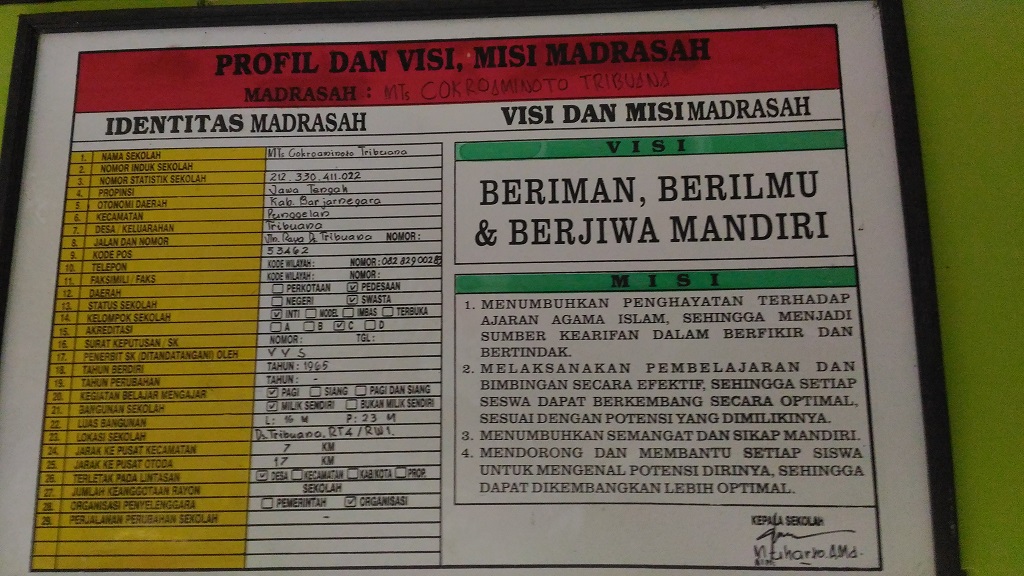 PROFIL DAN VISI, MISI MADRASAH
MADRASAH : MTs COKROAMINOTO TRIBUANA
IDENTITAS MADRASAH
1. NAMA SEKOLAH MTs Cokroaminoto Tribuana
2. NOMOR INDUK SEKOLAH
3. NOMOR STATISTIK SEKOLAH 212.330.411.022
4. PROPINSI Jawa Tengah
5. OTONOMI DAERAH Kab. Banjarnegara
6. KECAMATAN Punggelan
7. DESA / KELUARAHAN Tribuana
8. JALAN DAN NOMOR Jln. Raya Ds Tribuana NOMOR :
9. KODE POS 53462
10. TELEPON KODE WILAYAH : NOMOR :
11. FAKSIMILI / FAKS KODE WILAYAH : NOMOR :
12. DAERAH PERKOTAAN PEDESAAN
13. STATUS SEKOLAH NEGERI SWASTA
14. KELOMPOK SEKOLAH INTI MODEL IMBAS TERBUKA
15. AKREDITASI A B C D
16. SURAT KEPUTUSAN / SK NOMOR : TGL :
17. PENERBIT SK (DITANDATANGANI) OLEH Y V S
18. TAHUN BERDIRI TAHUN : 1965
19. TAHUN PERUBAHAN TAHUN : -
20. KEGIATAN BELAJAR MENGAJAR PAGI SIANG PAGI DAN SIANG
21. BANGUNAN SEKOLAH MILIK SENDIRI BUKAN MILIK SENDIRI
22. LUAS BANGUNAN L : 16 M P : 23 M
23. LOKASI SEKOLAH Ds. Tribuana, RT4 / RW1.
24. JARAK KE PUSAT KECAMATAN 7 KM
25. JARAK KE PUSAT OTODA 17 KM
26. TERLETAK PADA LINTASAN DESA KECAMATAN KAB/KOTA PROP.
27. JUMLAH KEANGGOTAAN RAYON SEKOLAH
28. ORGANISASI PENYELENGGARA PEMERINTAH ORGANISASI
29. PERJALANAN PERUBAHAN SEKOLAH -
VISI DAN MISI MADRASAH
V I S I
BERIMAN, BERILMU
& BERJIWA MANDIRI
M I S I
1. MENUMBUHKAN PENGHAYATAN TERHADAP
AJARAN AGAMA ISLAM, SEHINGGA MENJADI
SUMBER KEARIFAN DALAM BERFIKIR DAN
BERTINDAK.
2. MELAKSANAKAN PEMBELAJARAN DAN
BIMBINGAN SECARA EFEKTIF, SEHINGGA SETIAP
SESWA DAPAT BERKEMBANG SECARA OPTIMAL,
SESUAI DENGAN POTENSI YANG DIMILIKINYA.
3. MENUMBUHKAN SEMANGAT DAN SIKAP MANDIRI.
4. MENDORONG DAN MEMBANTU SETIAP SISWA
UNTUK MENGENAL POTENSI DIRINYA, SEHINGGA
DAPAT DIKEMBANGKAN LEBIH OPTIMAL.
KEPALA SEKOLAH